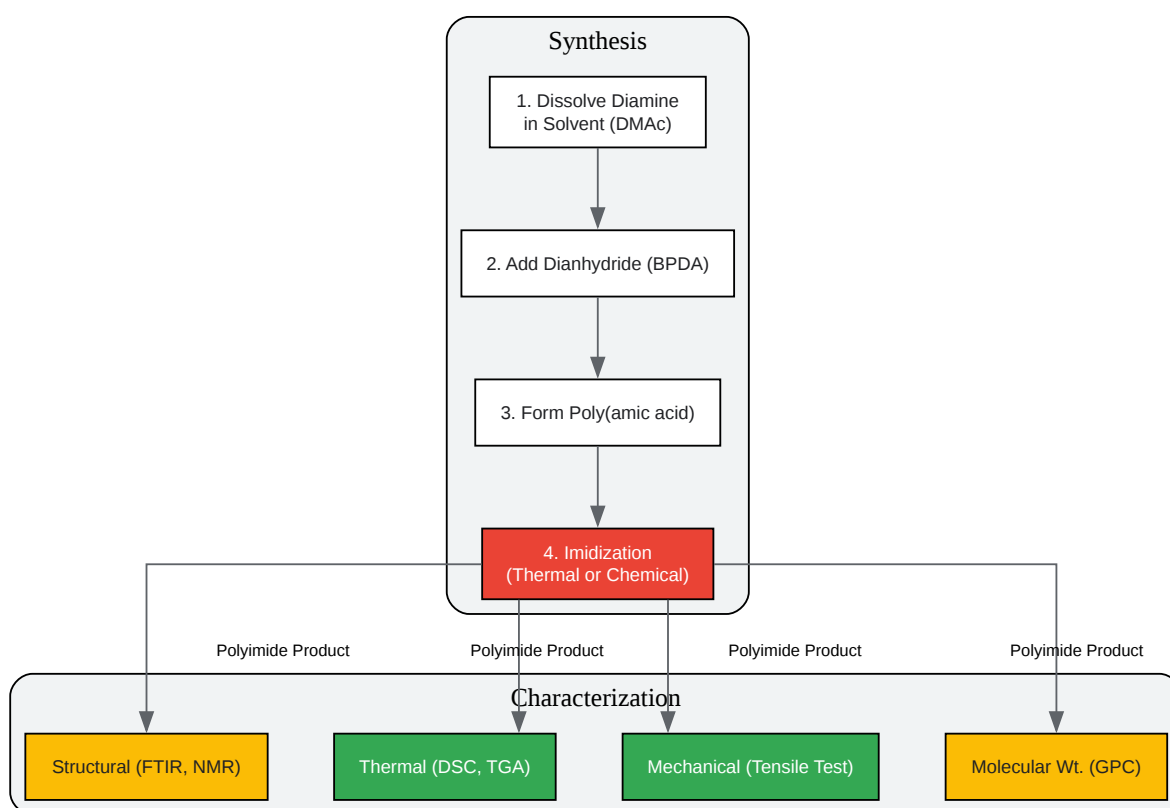 Synthesis
1. Dissolve Diamine
in Solvent (DMAc)
2. Add Dianhydride (BPDA)
3. Form Poly(amic acid)
4. Imidization
(Thermal or Chemical)
Polyimide Product
Polyimide Product
Polyimide Product
Polyimide Product
Characterization
Structural (FTIR, NMR)
Thermal (DSC, TGA)
Mechanical (Tensile Test)
Molecular Wt. (GPC)